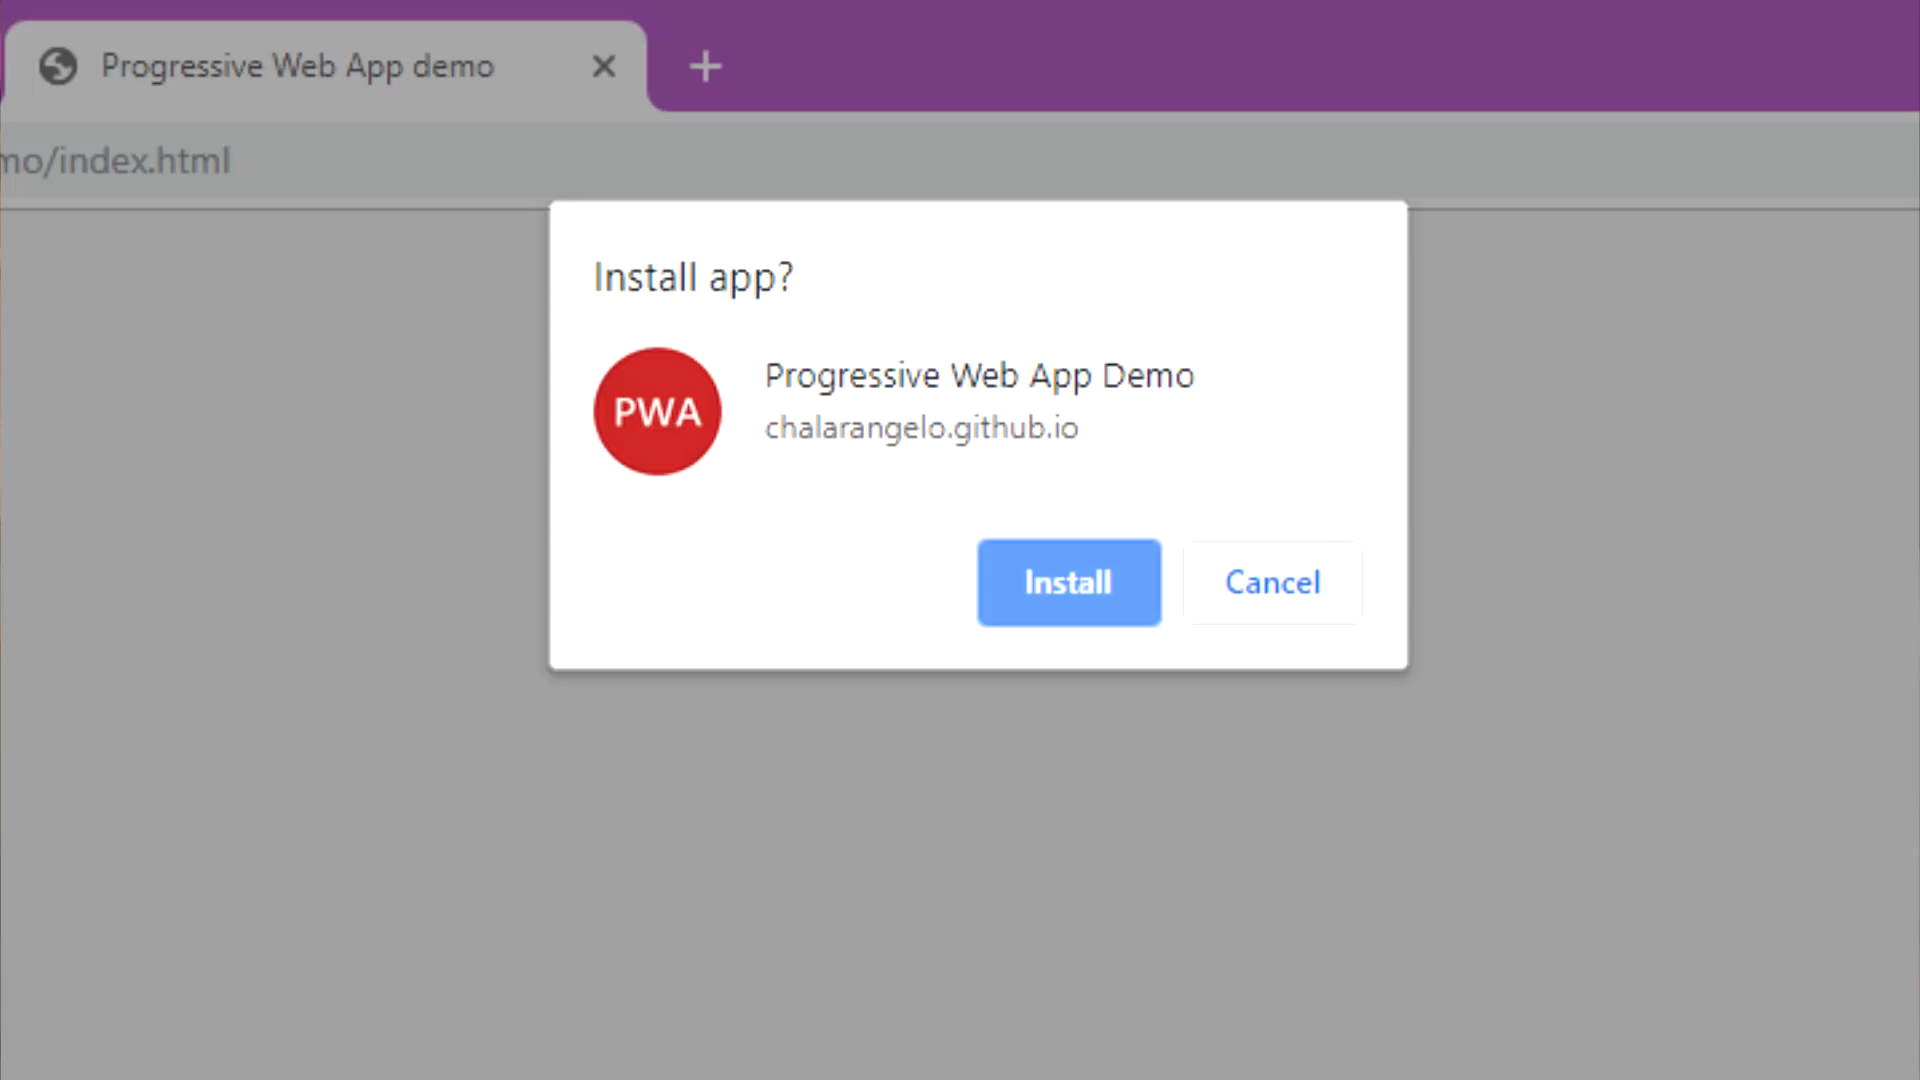 Progressive Web App demo
mo/index.html
Install app?
PWA
Progressive Web App Demo
chalarangelo.github.io
Install
Cancel